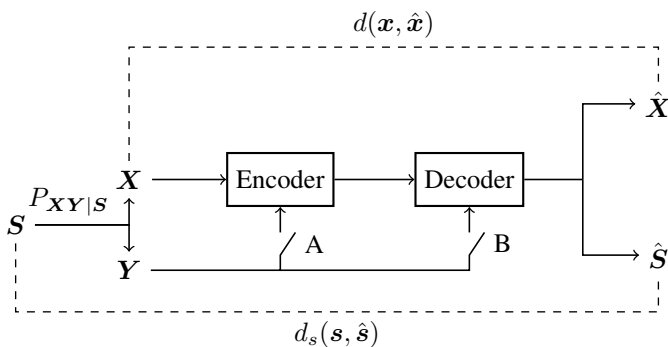 d(x, x̂)
X̂
X Encoder Decoder
P_{XY|S}
S
A B
Y
Ŝ
d_s(s, ŝ)